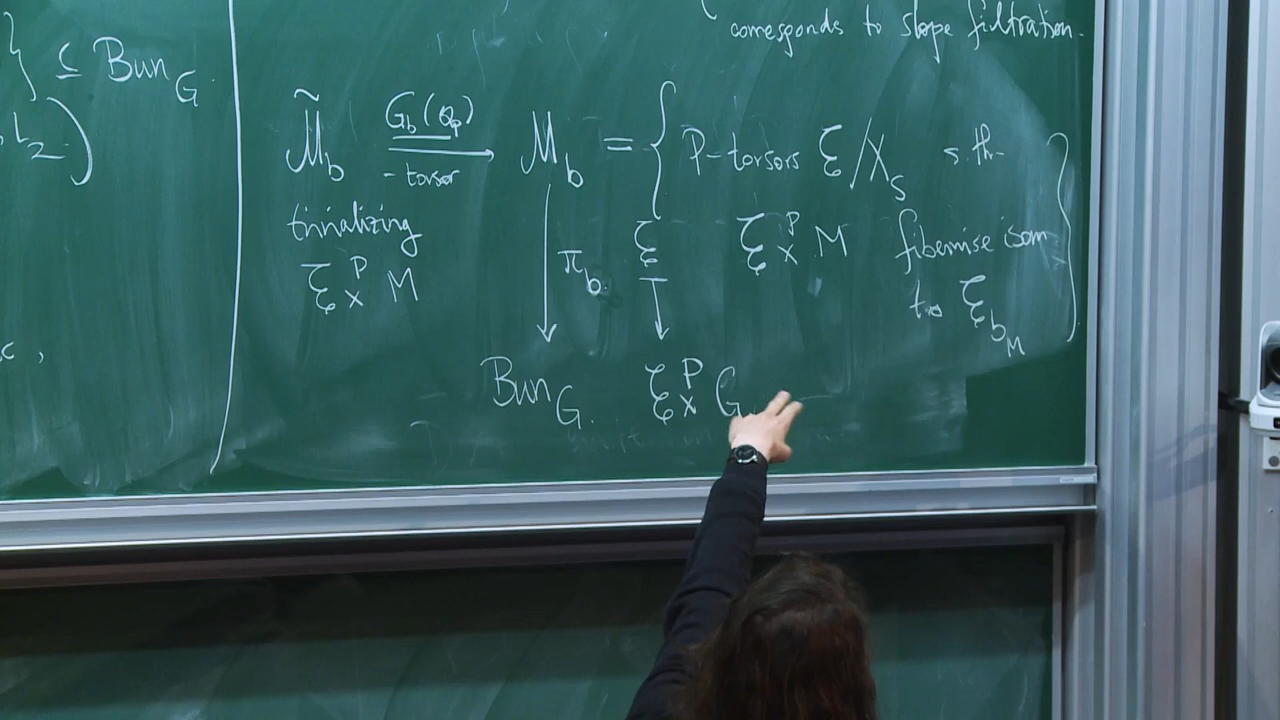 corresponds to slope filtration.
} ⊆ Bun_G.
, L_2 )
c ,
M̃_b —G_b(Q_p)-torsor→ M_b = { P-torsors ℰ/X_S s.th.
trivializing ℰ ×^P M
π_b
ℰ ↦ ℰ ×^P G
ℰ ×^P M fiberwise isom
to ℰ_{b_M} }
Bun_G.